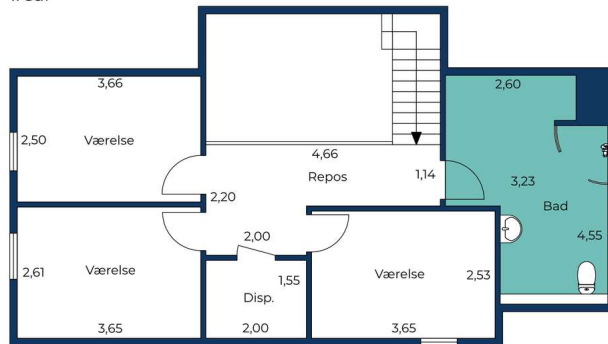 3,66
2,60
2,50
Værelse
4,66
Repos
1,14
3,23
2,20
Bad
2,00
4,55
2,61
Værelse
1,55
Værelse
2,53
Disp.
3,65
2,00
3,65